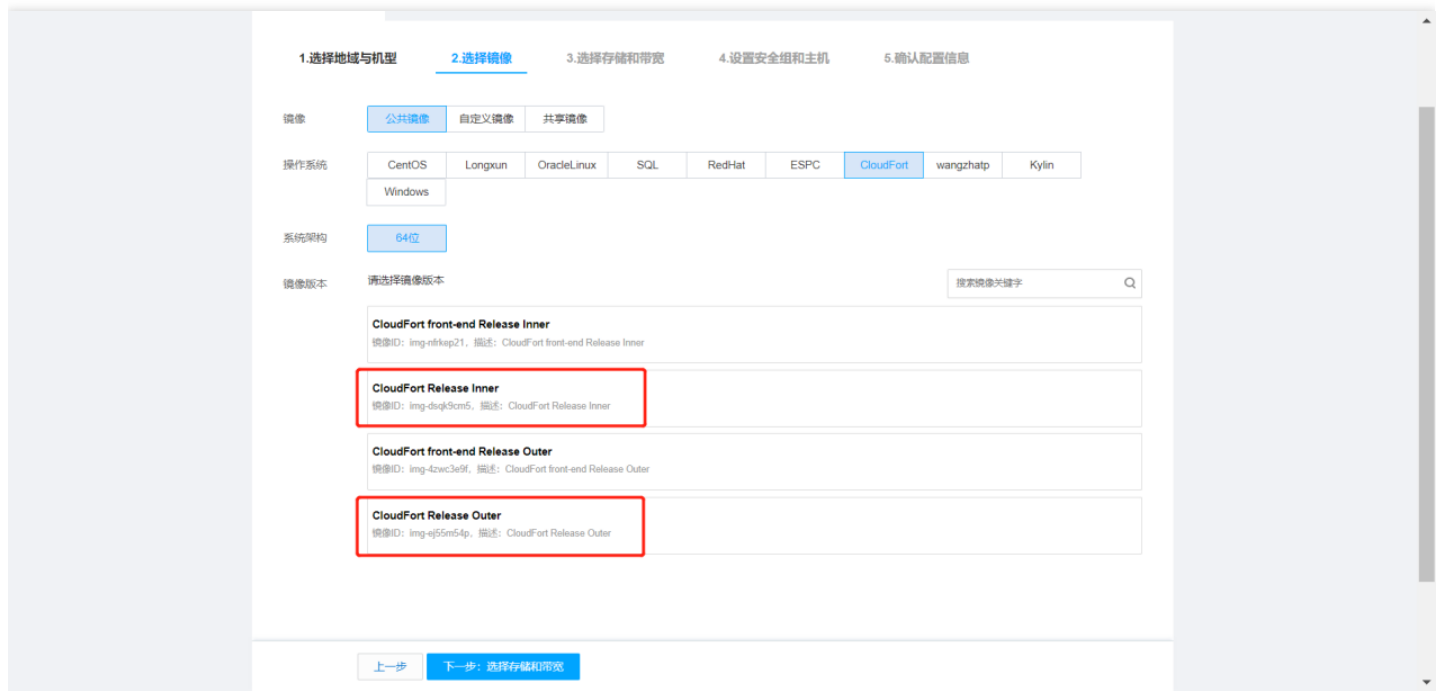 1.选择地域与机型 2.选择镜像 3.选择存储和带宽 4.设置安全组和主机 5.确认配置信息
镜像 公共镜像 自定义镜像 共享镜像
操作系统 CentOS Longxun OracleLinux SQL RedHat ESPC CloudFort wangzhatp Kylin
Windows
系统架构 64位
镜像版本 请选择镜像版本 搜索镜像关键字
CloudFort front-end Release Inner
镜像ID：img-nfrkep21，描述：CloudFort front-end Release Inner
CloudFort Release Inner
镜像ID：img-dsqk9cm5，描述：CloudFort Release Inner
CloudFort front-end Release Outer
镜像ID：img-4zwc3e9f，描述：CloudFort front-end Release Outer
CloudFort Release Outer
镜像ID：img-ej55m54p，描述：CloudFort Release Outer
上一步 下一步：选择存储和带宽